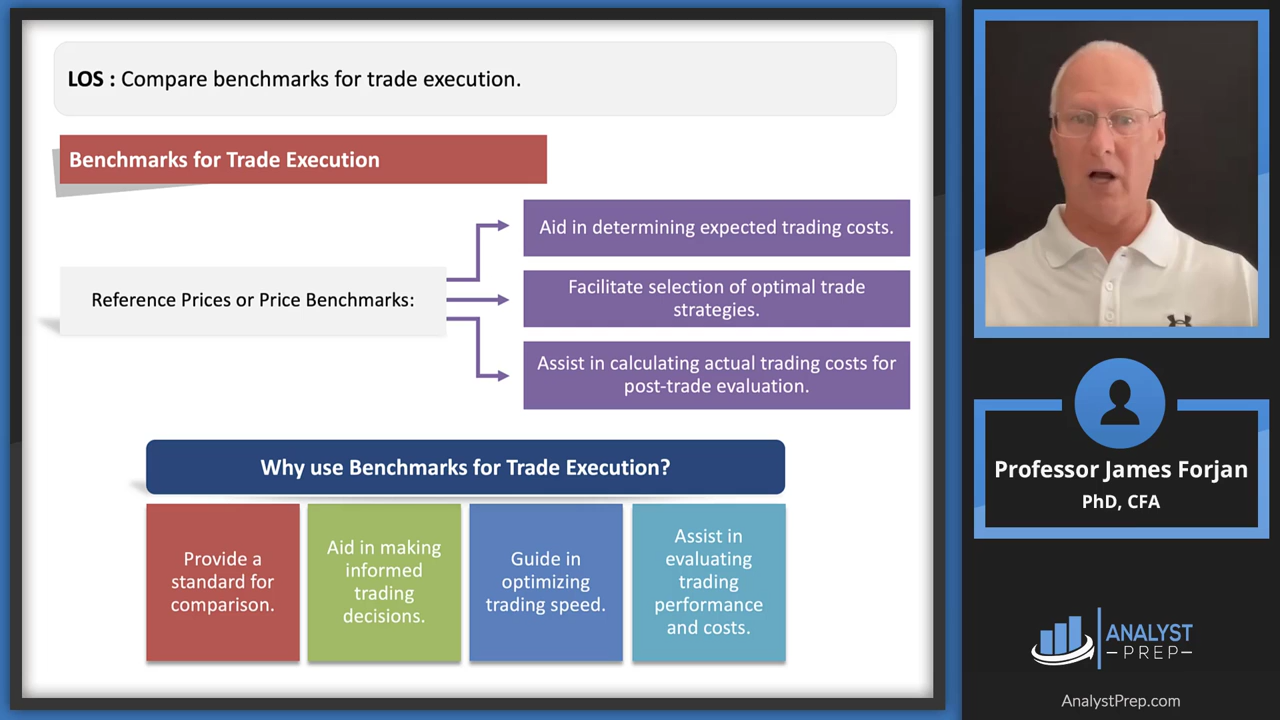 LOS : Compare benchmarks for trade execution.
Benchmarks for Trade Execution
Reference Prices or Price Benchmarks:
Aid in determining expected trading costs.
Facilitate selection of optimal trade
strategies.
Assist in calculating actual trading costs for
post-trade evaluation.
Why use Benchmarks for Trade Execution?
Provide a
standard for
comparison.
Aid in making
informed
trading
decisions.
Guide in
optimizing
trading speed.
Assist in
evaluating
trading
performance
and costs.
Professor James Forjan
PhD, CFA
ANALYST
PREP
AnalystPrep.com